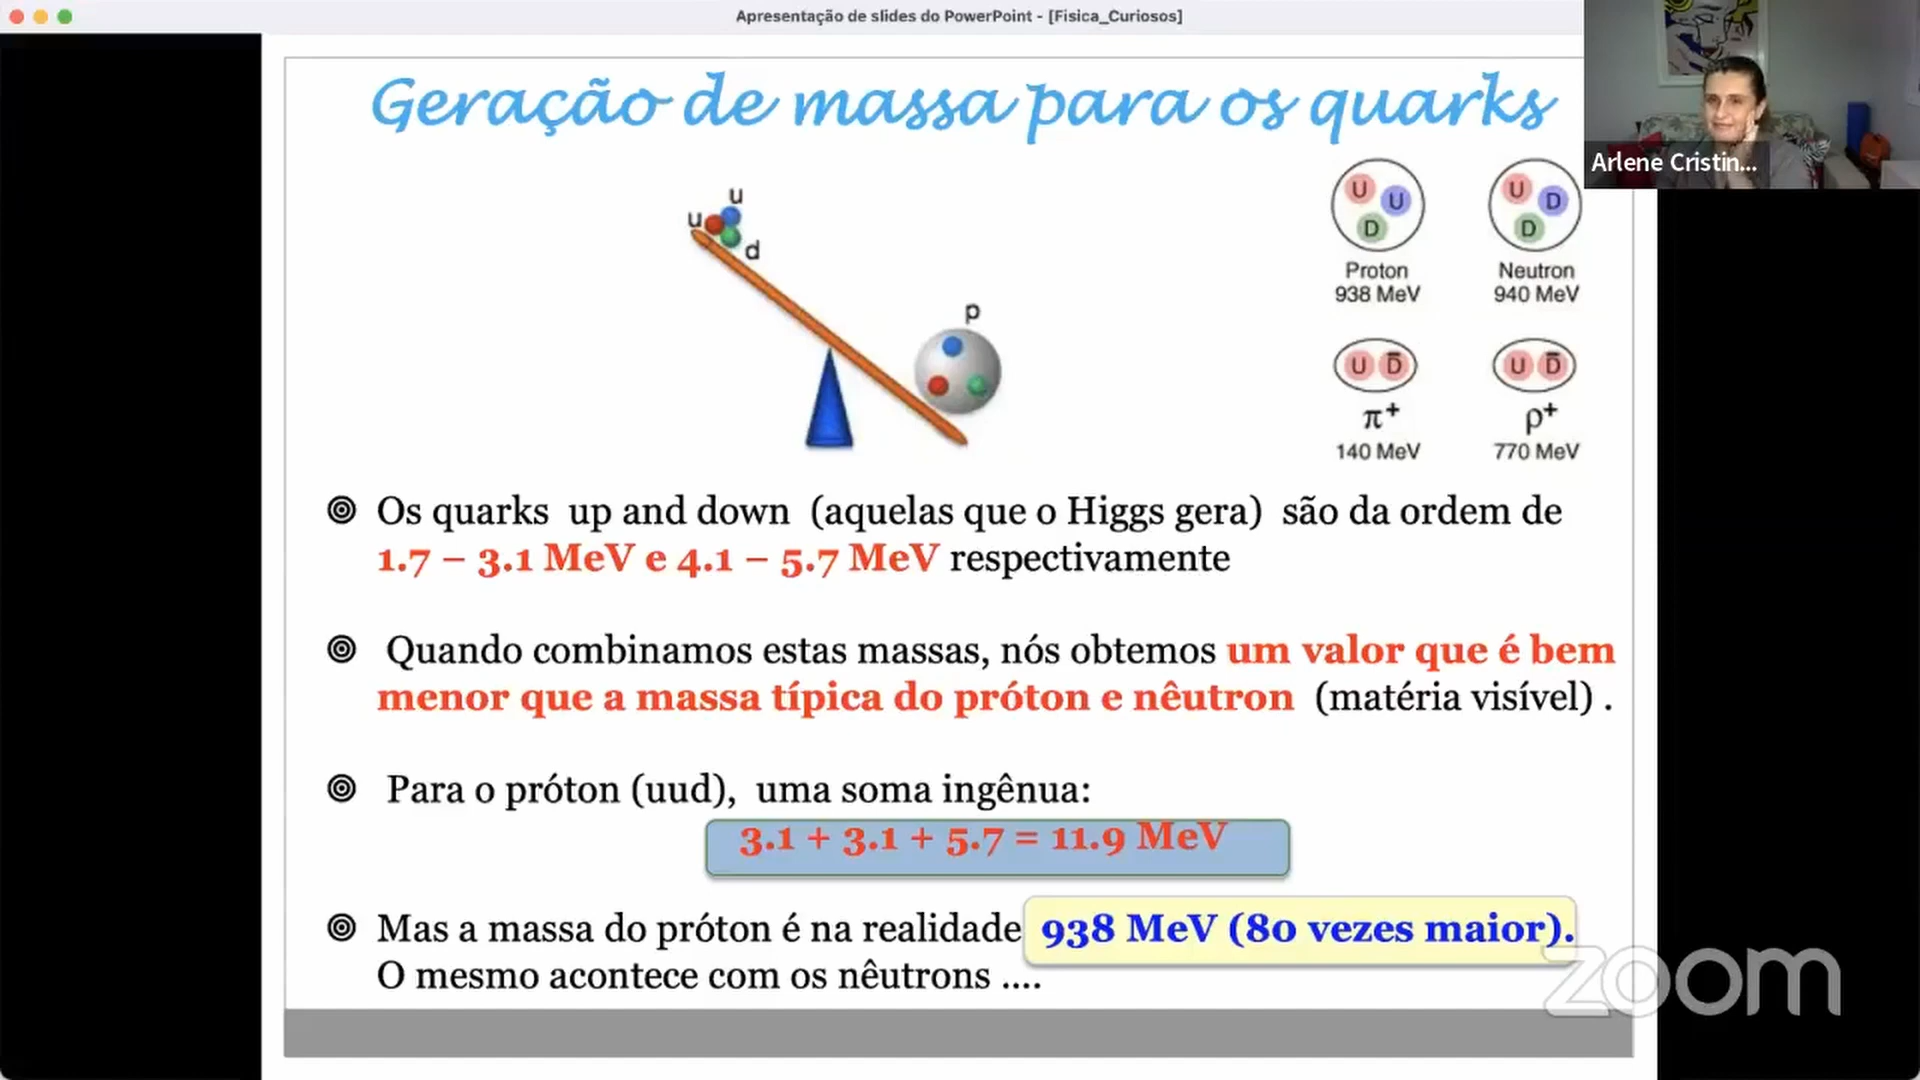 Apresentação de slides do PowerPoint - [Fisica_Curiosos]
Geração de massa para os quarks
Arlene Cristin...
u
u
d
p
U
U
D
Proton
938 MeV
U
D
D
Neutron
940 MeV
U D̄
π⁺
140 MeV
U D̄
ρ⁺
770 MeV
Os quarks up and down (aquelas que o Higgs gera) são da ordem de
1.7 – 3.1 MeV e 4.1 – 5.7 MeV respectivamente
Quando combinamos estas massas, nós obtemos um valor que é bem
menor que a massa típica do próton e nêutron (matéria visível) .
Para o próton (uud), uma soma ingênua:
3.1 + 3.1 + 5.7 = 11.9 MeV
Mas a massa do próton é na realidade 938 MeV (80 vezes maior).
O mesmo acontece com os nêutrons ....
zoom